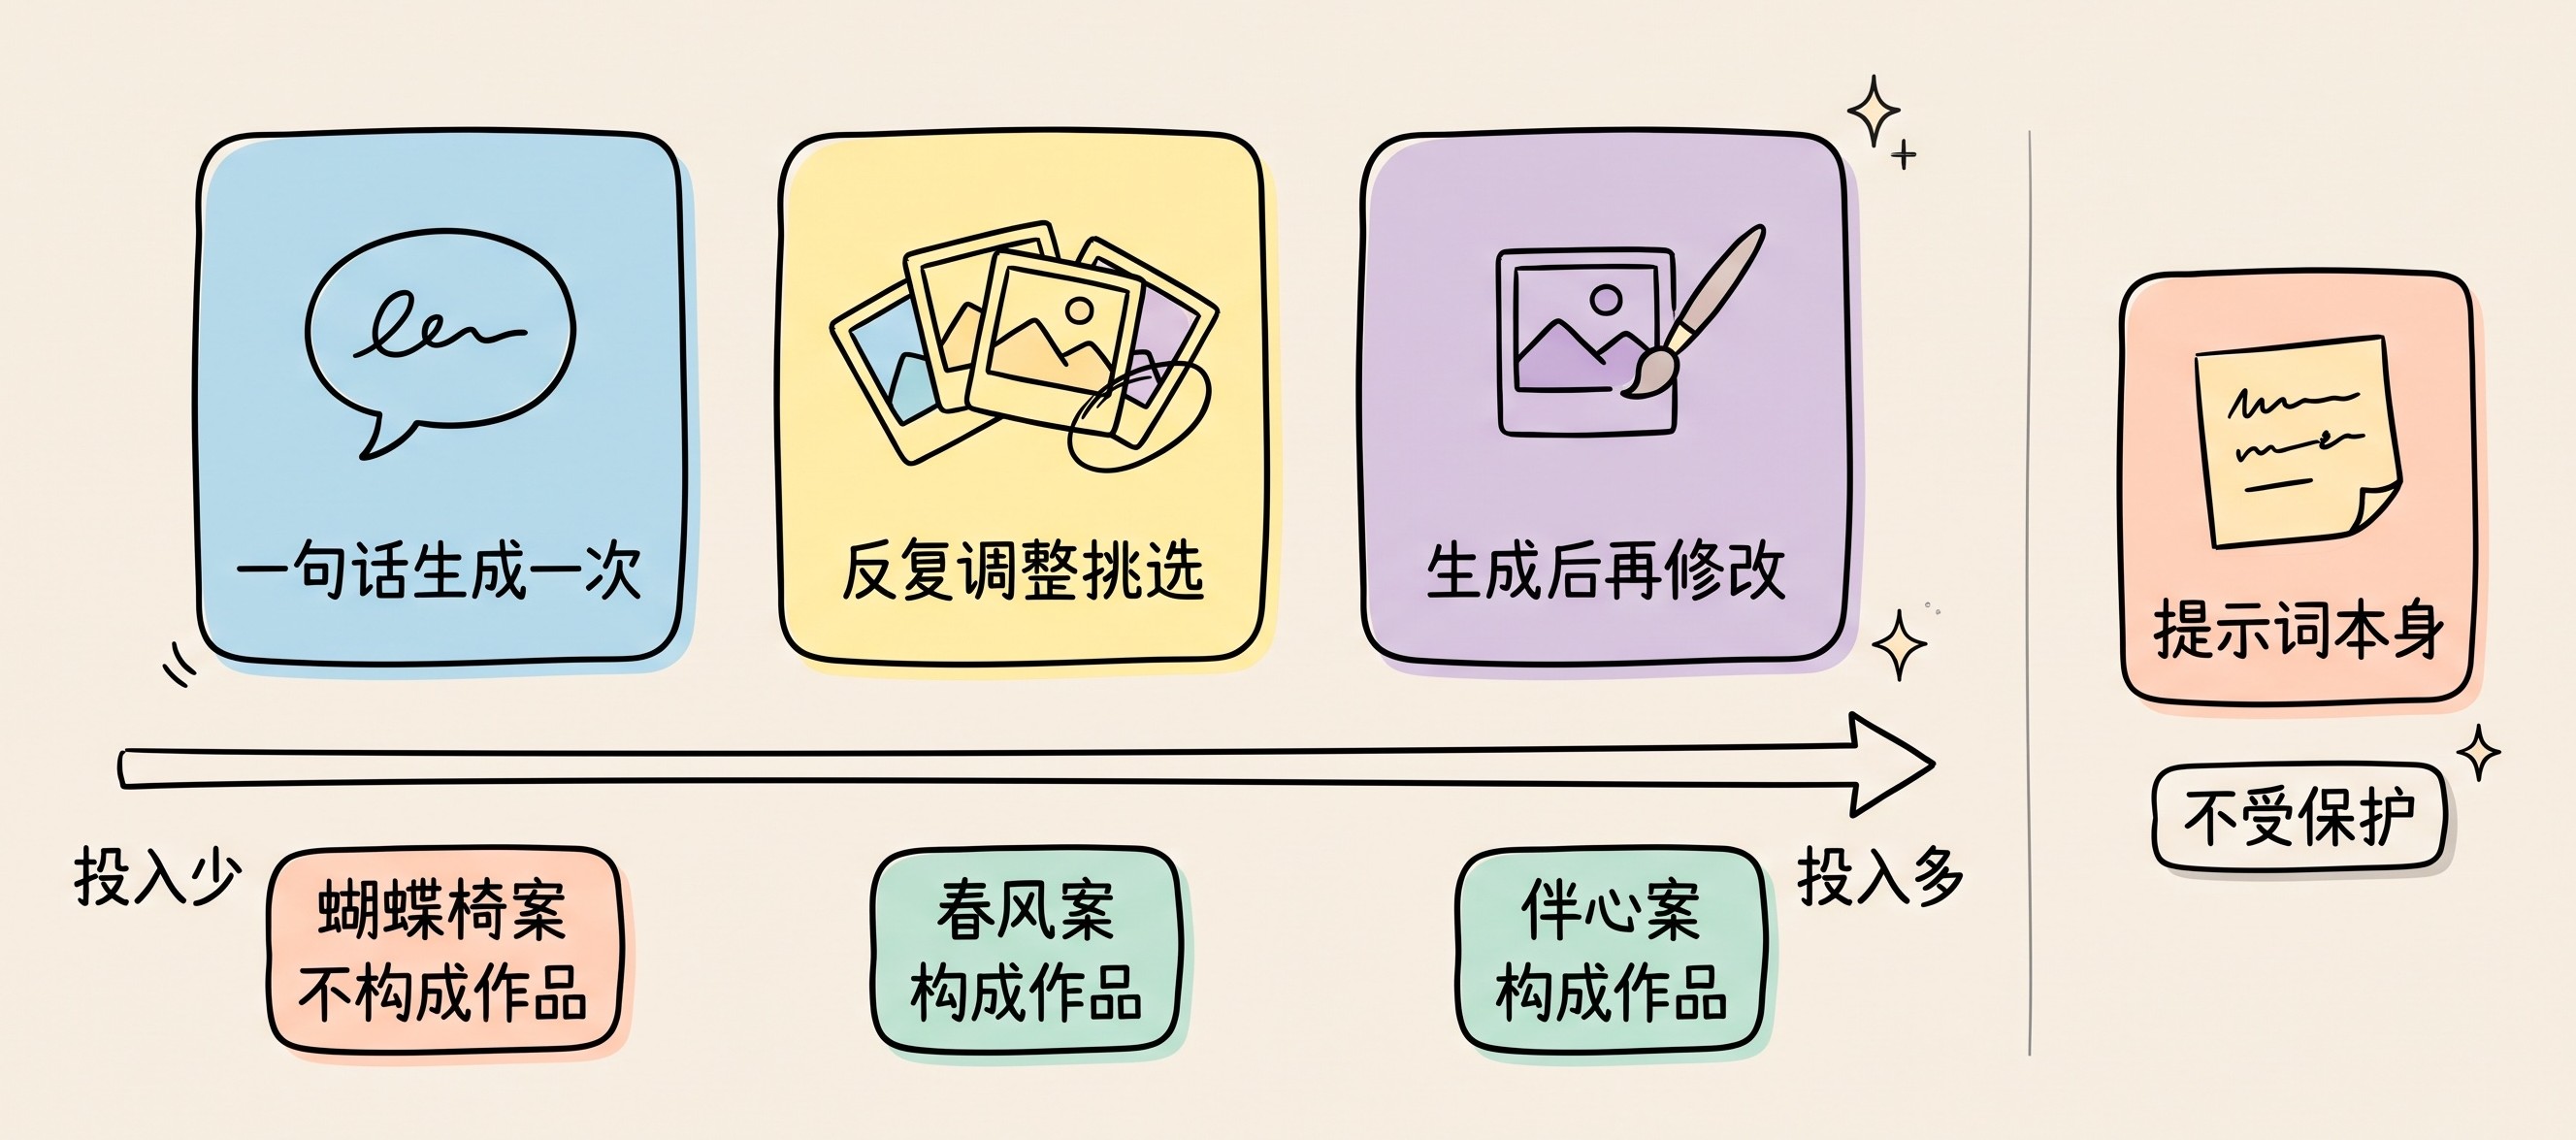 一句话生成一次
反复调整挑选
生成后再修改
提示词本身
不受保护
投入少
投入多
蝴蝶椅案
不构成作品
春风案
构成作品
伴心案
构成作品